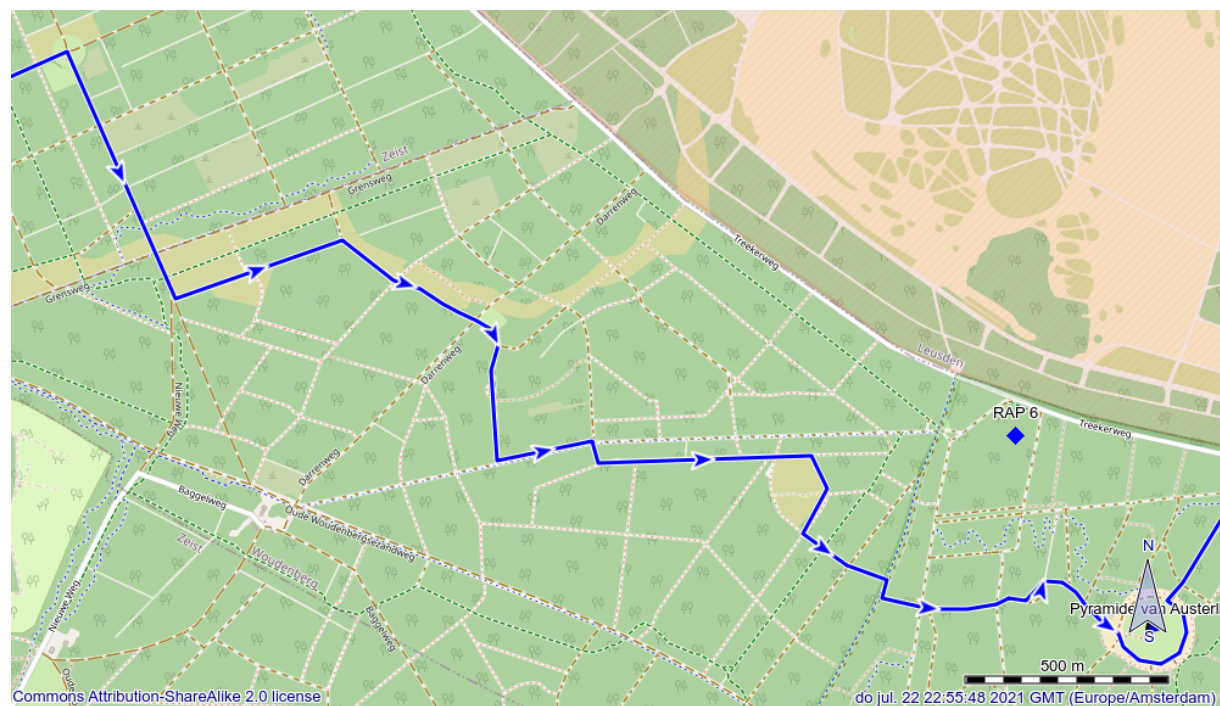 Zeist
Grensweg
Darrenweg
Treekerweg
Grensweg
Leusden
Darrenweg
Nieuwe Weg
RAP 6
Treekerweg
Darrenweg
Baggelweg
Oude Woudenbergseerandweg
Zeist
Woudenberg
N
Nieuwe Weg
Baggelweg
Pyramide van Austerl
S
500 m
Oude
Commons Attribution-ShareAlike 2.0 license
do jul. 22 22:55:48 2021 GMT (Europe/Amsterdam)